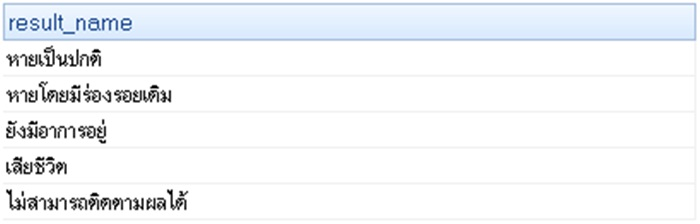 result_name
หายเป็นปกติ
หายโดยมีร่องรอยเดิม
ยังมีอาการอยู่
เสียชีวิต
ไม่สามารถติดตามผลได้